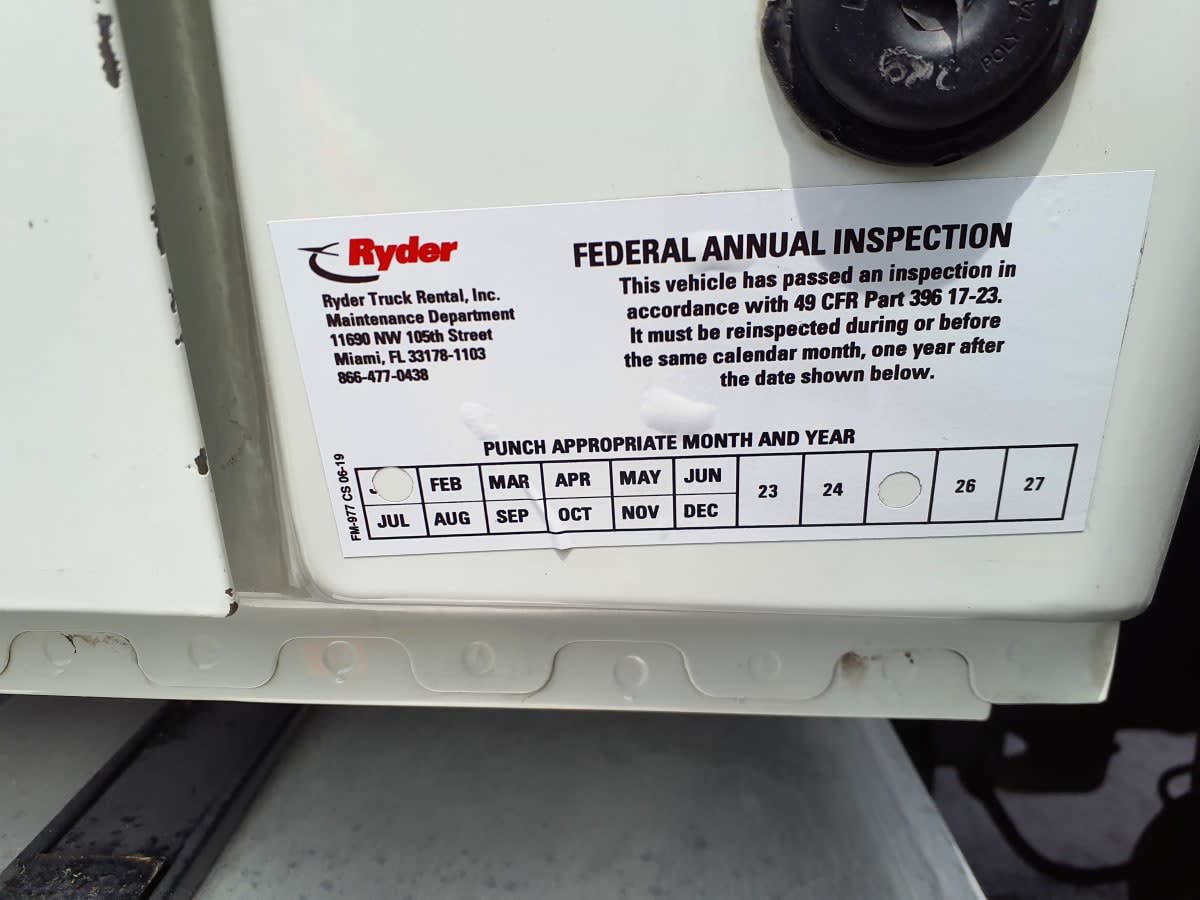 POLY
Ryder
Ryder Truck Rental, Inc.
Maintenance Department
11690 NW 105th Street
Miami, FL 33178-1103
866-477-0438
FEDERAL ANNUAL INSPECTION
This vehicle has passed an inspection in
accordance with 49 CFR Part 396 17-23.
It must be reinspected during or before
the same calendar month, one year after
the date shown below.
PUNCH APPROPRIATE MONTH AND YEAR
FEB MAR APR MAY JUN
JUL AUG SEP OCT NOV DEC
23 24 26 27
FM-977 CS 06-19